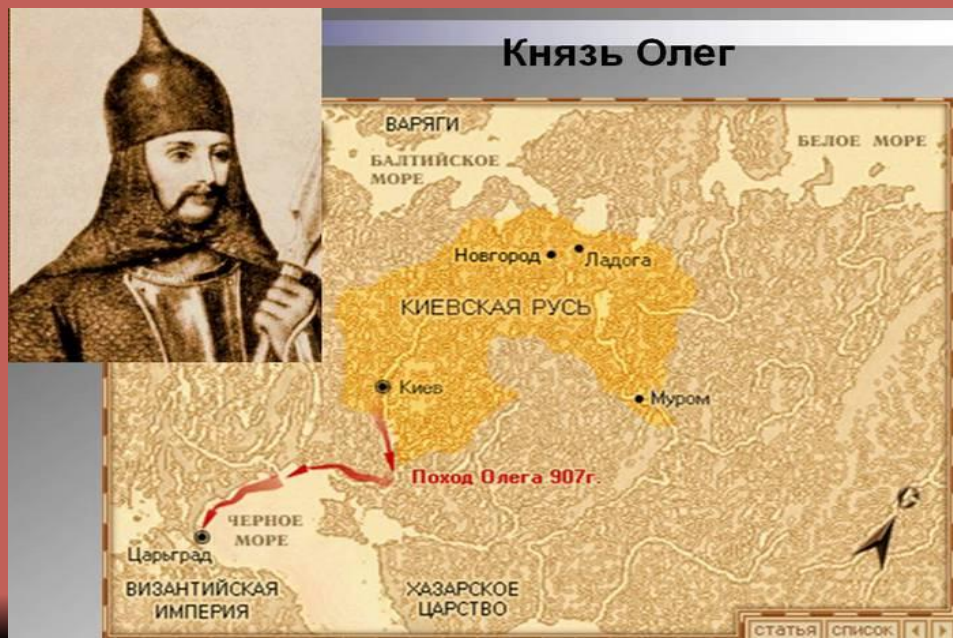 Князь Олег
ВАРЯГИ
БАЛТИЙСКОЕ
МОРЕ
БЕЛОЕ МОРЕ
Новгород
Ладога
КИЕВСКАЯ РУСЬ
Киев
Муром
Поход Олега 907г.
ЧЕРНОЕ
МОРЕ
Царьград
ВИЗАНТИЙСКАЯ
ИМПЕРИЯ
ХАЗАРСКОЕ
ЦАРСТВО
С
статья
список